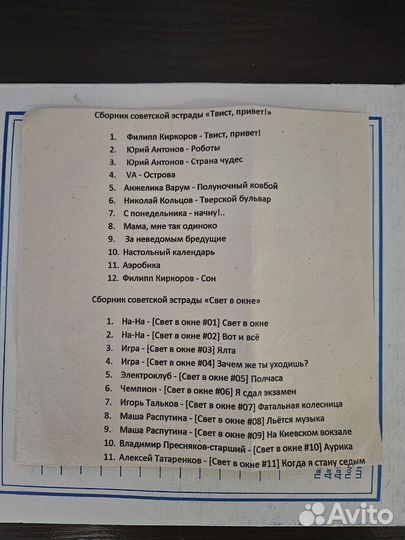 Сборник советской эстрады «Твист, привет!»
1. Филипп Киркоров - Твист, привет!
2. Юрий Антонов - Роботы
3. Юрий Антонов - Страна чудес
4. VA - Острова
5. Анжелика Варум - Полуночный ковбой
6. Николай Кольцов - Тверской бульвар
7. С понедельника - начну!..
8. Мама, мне так одиноко
9. За неведомым бредущие
10. Настольный календарь
11. Аэробика
12. Филипп Киркоров - Сон
Сборник советской эстрады «Свет в окне»
1. На-На - [Свет в окне #01] Свет в окне
2. На-На - [Свет в окне #02] Вот и всё
3. Игра - [Свет в окне #03] Ялта
4. Игра - [Свет в окне #04] Зачем же ты уходишь?
5. Электроклуб - [Свет в окне #05] Полчаса
6. Чемпион - [Свет в окне #06] Я сдал экзамен
7. Игорь Тальков - [Свет в окне #07] Фатальная колесница
8. Маша Распутина - [Свет в окне #08] Льётся музыка
9. Маша Распутина - [Свет в окне #09] На Киевском вокзале
10. Владимир Пресняков-старший - [Свет в окне #10] Аурика
11. Алексей Татаренков - [Свет в окне #11] Когда я стану седым
Avito